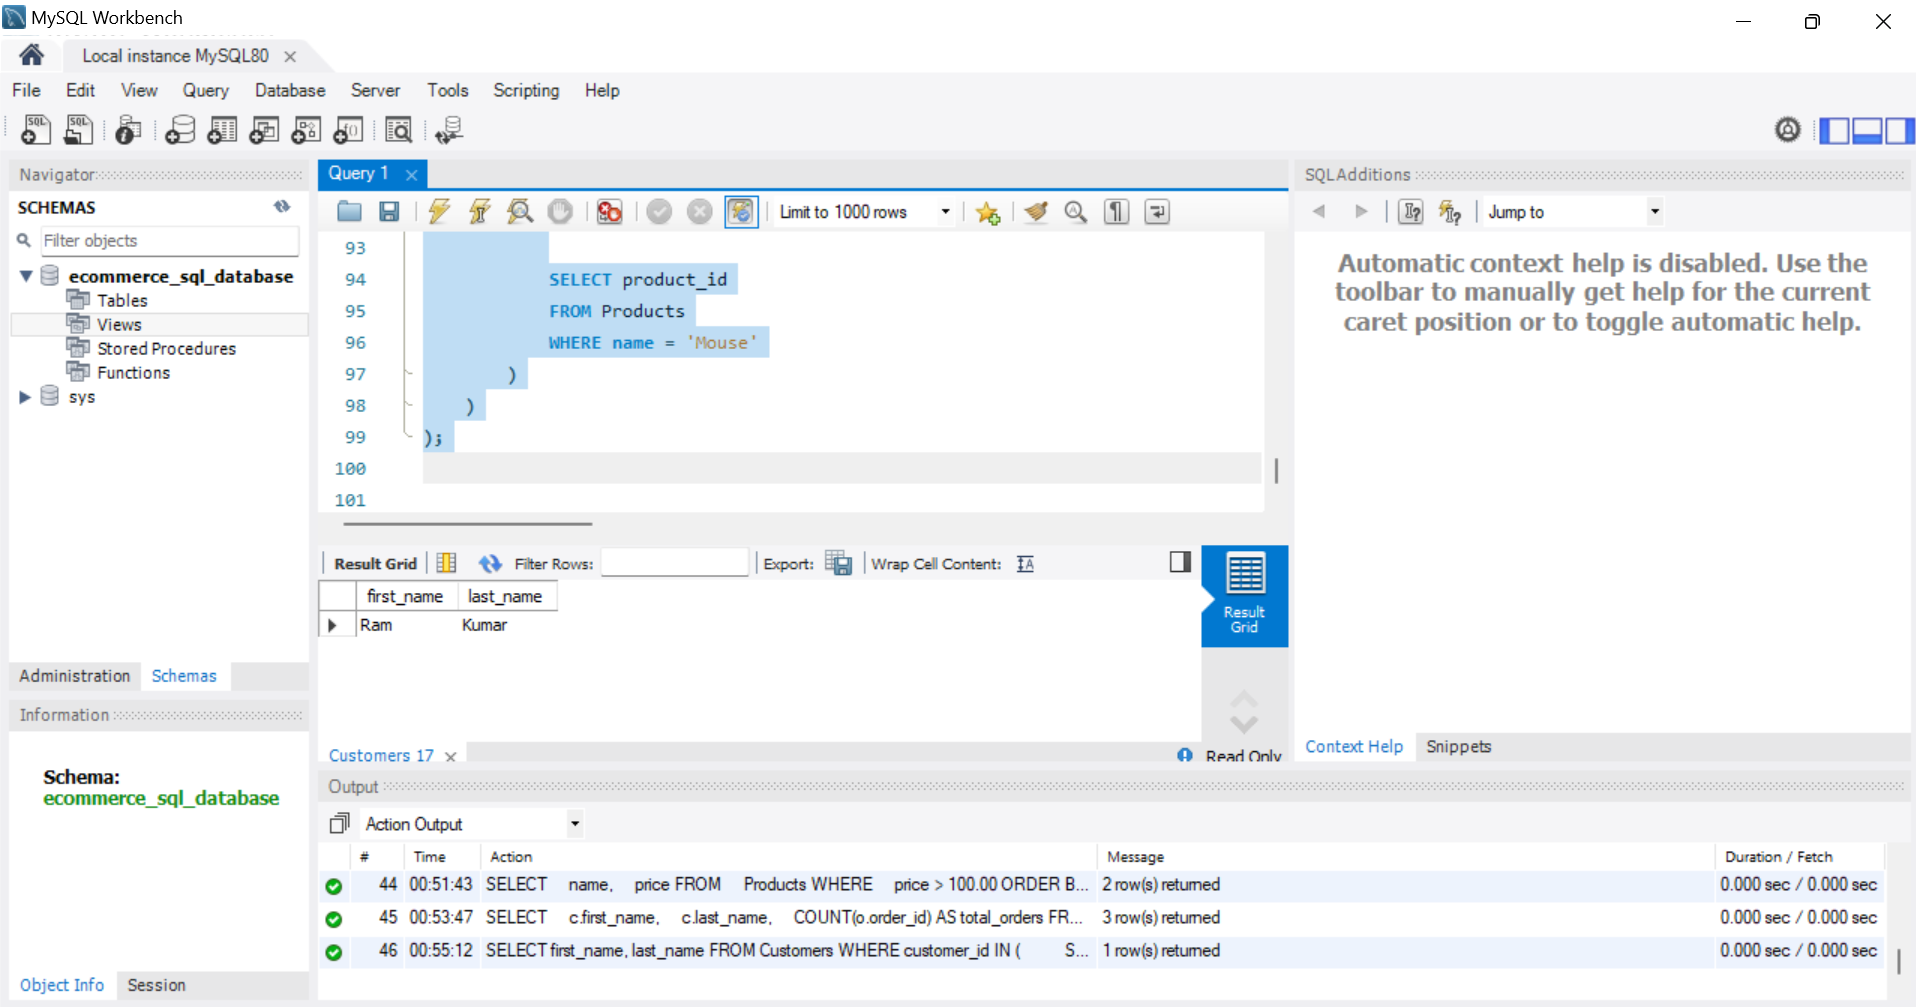 MySQL Workbench
Local instance MySQL80
File Edit View Query Database Server Tools Scripting Help
Navigator
SCHEMAS
Filter objects
ecommerce_sql_database
Tables
Views
Stored Procedures
Functions
sys
Administration Schemas
Information
Schema:
ecommerce_sql_database
Object Info Session
Query 1
Limit to 1000 rows
93
94 SELECT product_id
95 FROM Products
96 WHERE name = 'Mouse'
97 )
98 )
99 );
100
101
Result Grid Filter Rows: Export: Wrap Cell Content:
first_name last_name
Ram Kumar
Result
Grid
Customers 17 Read Only
SQLAdditions
Jump to
Automatic context help is disabled. Use the
toolbar to manually get help for the current
caret position or to toggle automatic help.
Context Help Snippets
Output
Action Output
# Time Action Message Duration / Fetch
44 00:51:43 SELECT name, price FROM Products WHERE price > 100.00 ORDER B... 2 row(s) returned 0.000 sec / 0.000 sec
45 00:53:47 SELECT c.first_name, c.last_name, COUNT(o.order_id) AS total_orders FR... 3 row(s) returned 0.000 sec / 0.000 sec
46 00:55:12 SELECT first_name, last_name FROM Customers WHERE customer_id IN ( S... 1 row(s) returned 0.000 sec / 0.000 sec